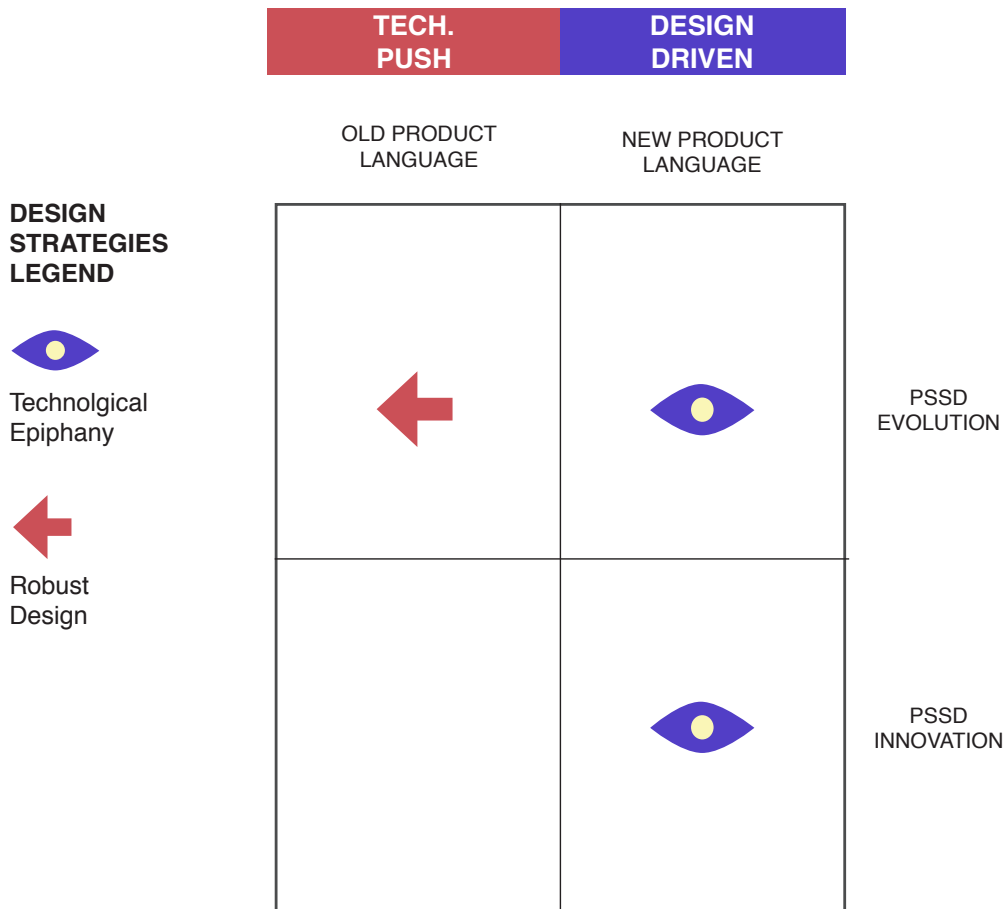 TECH.
PUSH
DESIGN
DRIVEN
OLD PRODUCT
LANGUAGE
NEW PRODUCT
LANGUAGE
DESIGN
STRATEGIES
LEGEND
Technolgical
Epiphany
Robust
Design
PSSD
EVOLUTION
PSSD
INNOVATION